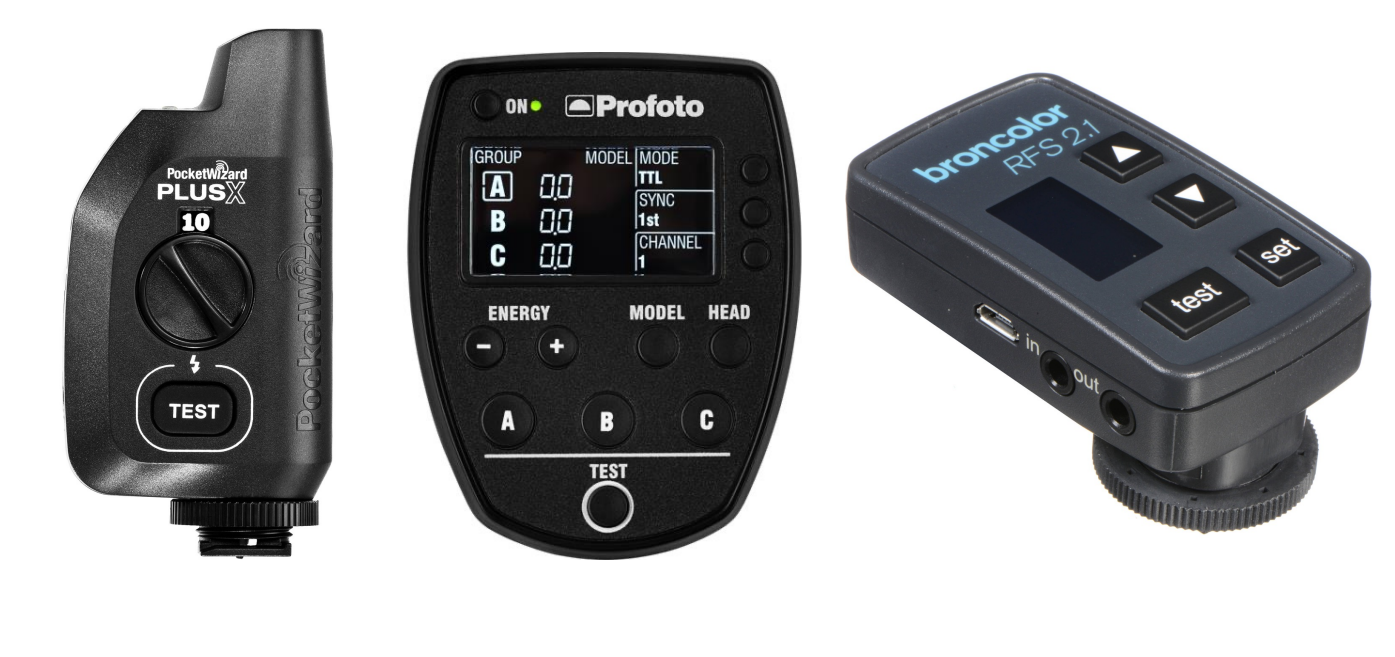 PocketWizard
PLUSX
10
TEST
PocketWizard
ON
Profoto
GROUP MODEL
A 0.0
B 0.0
C 0.0
MODE
TTL
SYNC
1st
CHANNEL
1
ENERGY MODEL HEAD
- +
A B C
TEST
broncolor
RFS 2.1
set
test
in
out